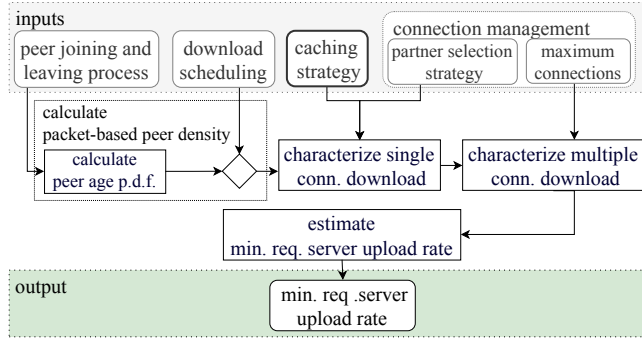 inputs
connection management
peer joining and
leaving process
download
scheduling
caching
strategy
partner selection
strategy
maximum
connections
calculate
packet-based peer density
calculate
peer age p.d.f.
characterize single
conn. download
characterize multiple
conn. download
estimate
min. req. server upload rate
output
min. req .server
upload rate